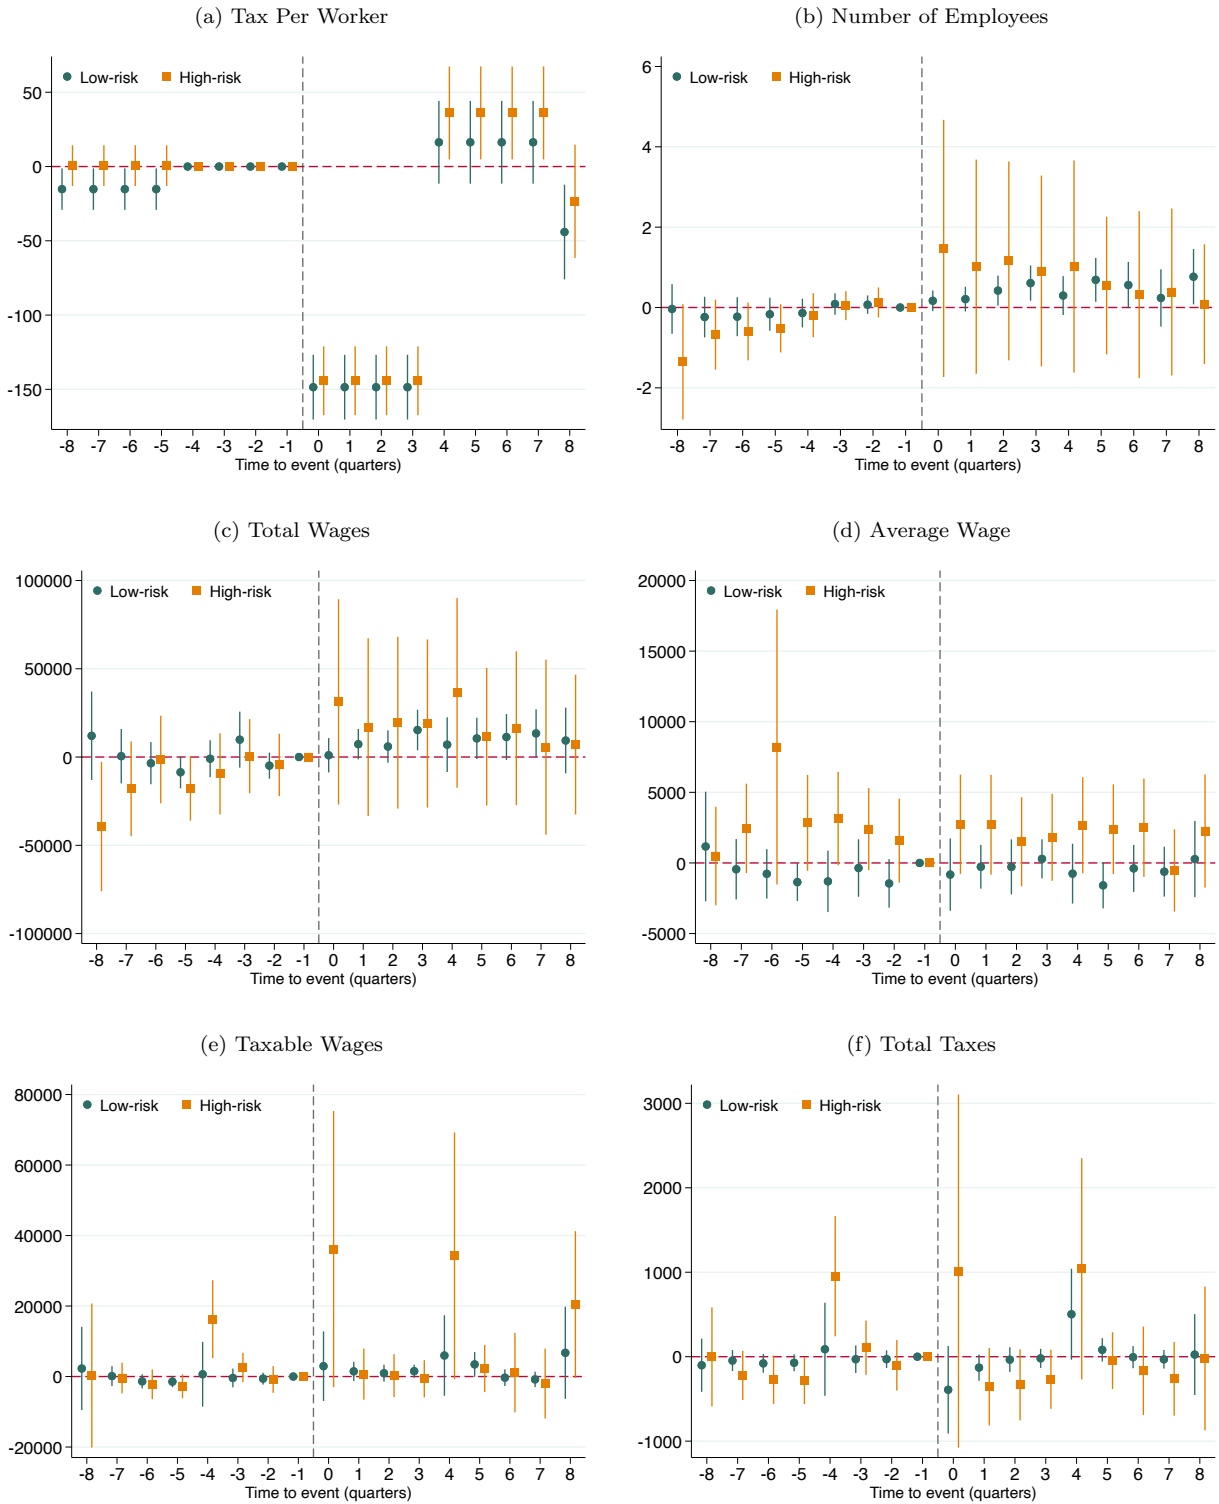 (a) Tax Per Worker
Low-risk High-risk
50
0
-50
-100
-150
-8 -7 -6 -5 -4 -3 -2 -1 0 1 2 3 4 5 6 7 8
Time to event (quarters)
(b) Number of Employees
Low-risk High-risk
6
4
2
0
-2
-8 -7 -6 -5 -4 -3 -2 -1 0 1 2 3 4 5 6 7 8
Time to event (quarters)
(c) Total Wages
Low-risk High-risk
100000
50000
0
-50000
-100000
-8 -7 -6 -5 -4 -3 -2 -1 0 1 2 3 4 5 6 7 8
Time to event (quarters)
(d) Average Wage
Low-risk High-risk
20000
15000
10000
5000
0
-5000
-8 -7 -6 -5 -4 -3 -2 -1 0 1 2 3 4 5 6 7 8
Time to event (quarters)
(e) Taxable Wages
Low-risk High-risk
80000
60000
40000
20000
0
-20000
-8 -7 -6 -5 -4 -3 -2 -1 0 1 2 3 4 5 6 7 8
Time to event (quarters)
(f) Total Taxes
Low-risk High-risk
3000
2000
1000
0
-1000
-8 -7 -6 -5 -4 -3 -2 -1 0 1 2 3 4 5 6 7 8
Time to event (quarters)